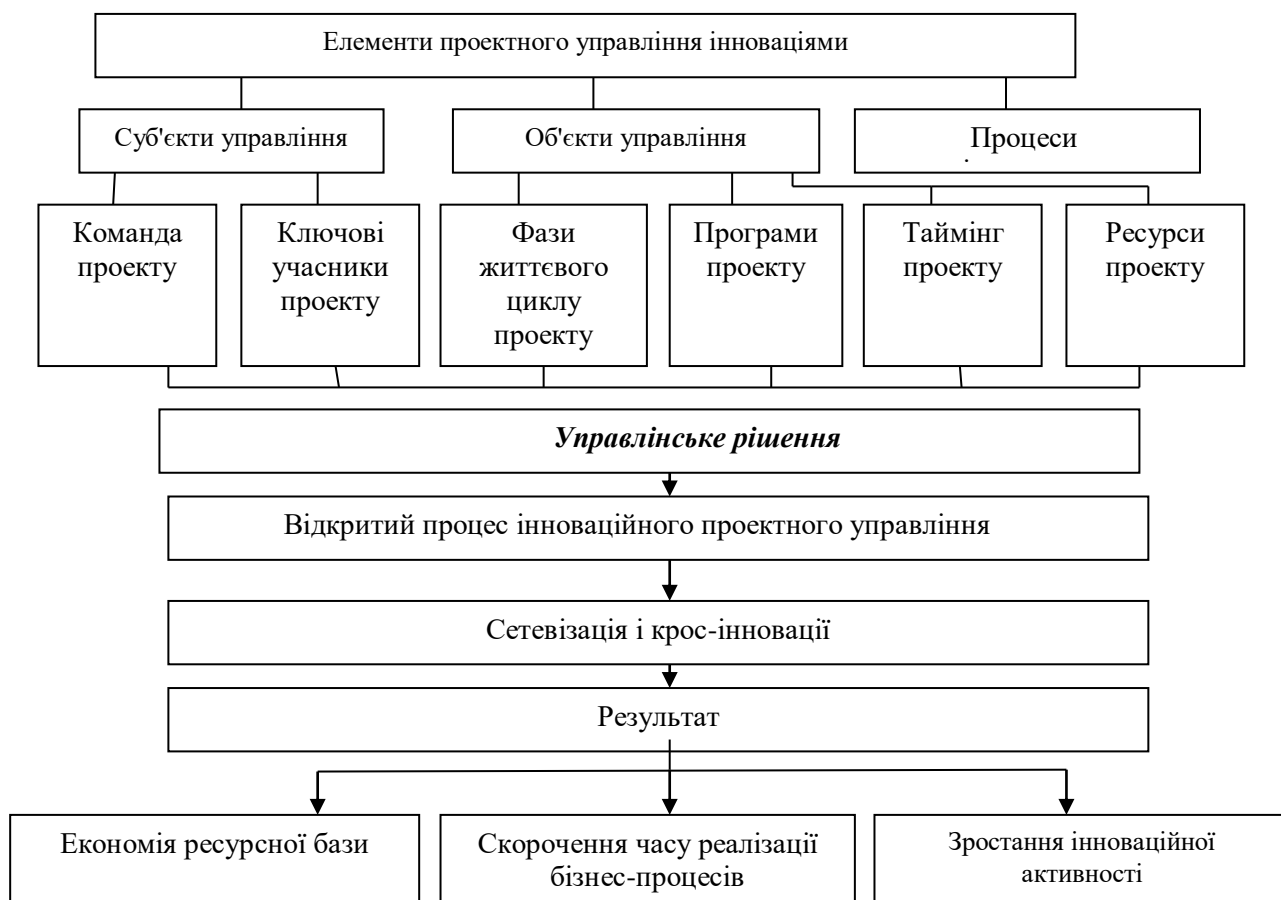 Елементи проектного управління інноваціями
Суб'єкти управління
Об'єкти управління
Процеси
Команда
проекту
Ключові
учасники
проекту
Фази
життєвого
циклу
проекту
Програми
проекту
Таймінг
проекту
Ресурси
проекту
Управлінське рішення
Відкритий процес інноваційного проектного управління
Сетевізація і крос-інновації
Результат
Економія ресурсної бази
Скорочення часу реалізації
бізнес-процесів
Зростання інноваційної
активності